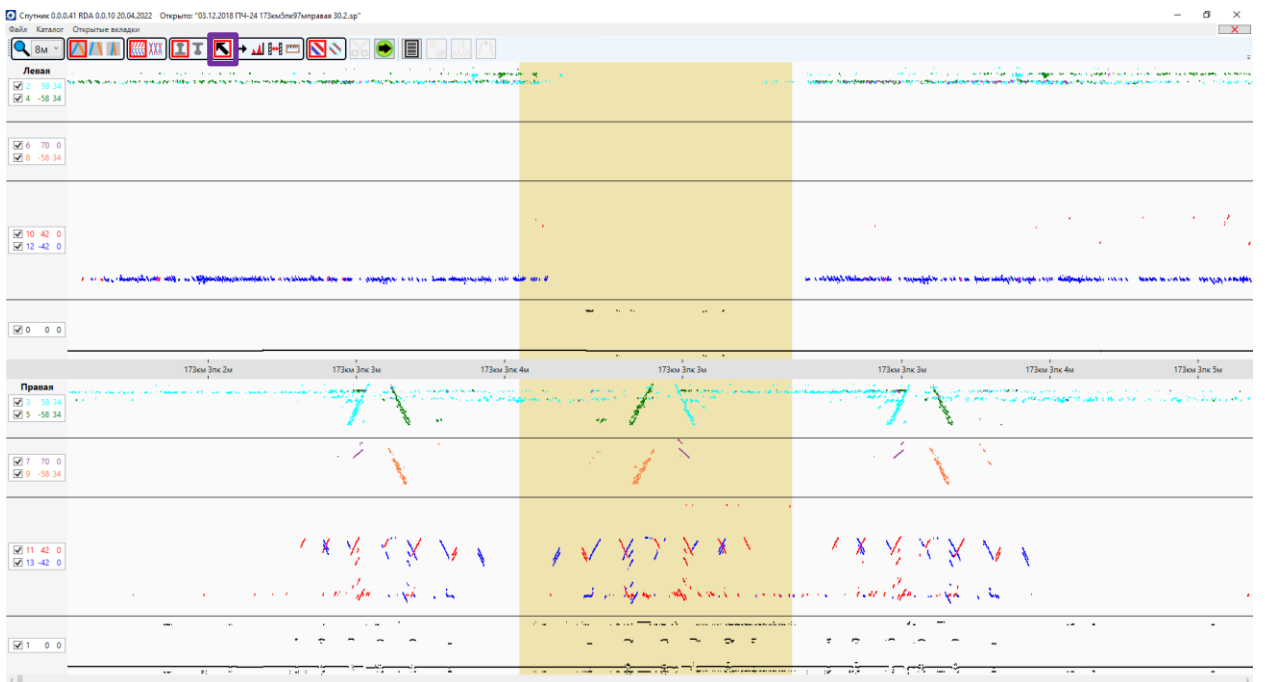 Спутник 0.0.0.41 RDA 0.0.10 20.04.2022 Открыто: "03.12.2018 ПЧ-24 173км5пк97мправая 30.2.sp"
Файл Каталог Открытые вкладки
8м
Левая
2 58 34
4 -58 34
6 70 0
8 -58 34
10 42 0
12 -42 0
0 0 0
173км 3пк 2м 173км 3пк 3м 173км 3пк 4м 173км 3пк 3м 173км 3пк 3м 173км 3пк 4м 173км 3пк 5м
Правая
3 58 34
5 -58 34
7 70 0
9 -58 34
11 42 0
13 -42 0
1 0 0